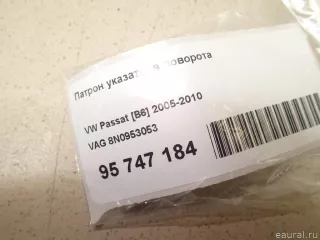 Патрон указат поворота
VW Passat [B6] 2005-2010
VAG 8N0953053
95 747 184
eaural.ru